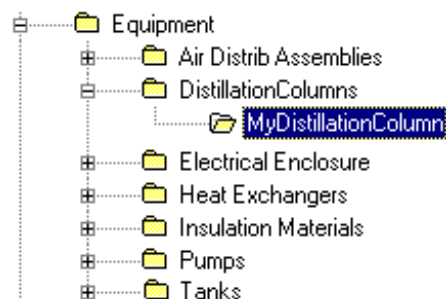 Equipment
Air Distrib Assemblies
DistillationColumns
MyDistillationColumn
Electrical Enclosure
Heat Exchangers
Insulation Materials
Pumps
Tanks